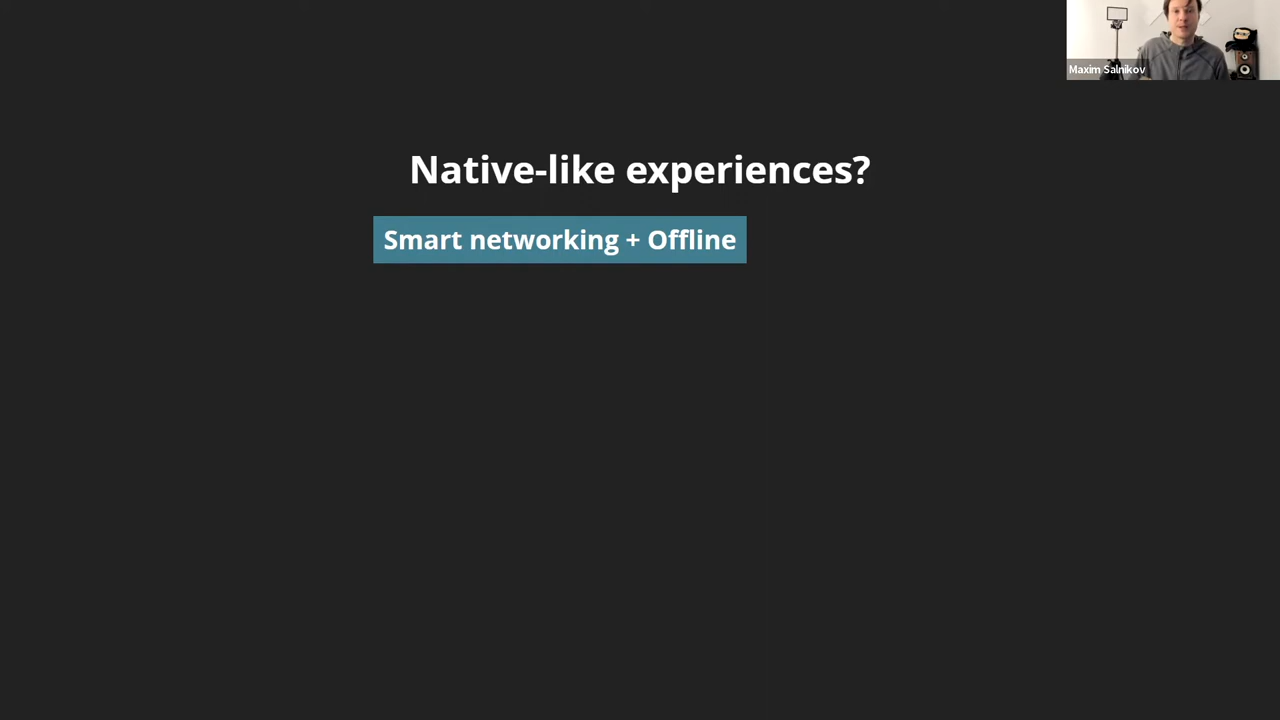 Maxim Salnikov
Native-like experiences?
Smart networking + Offline